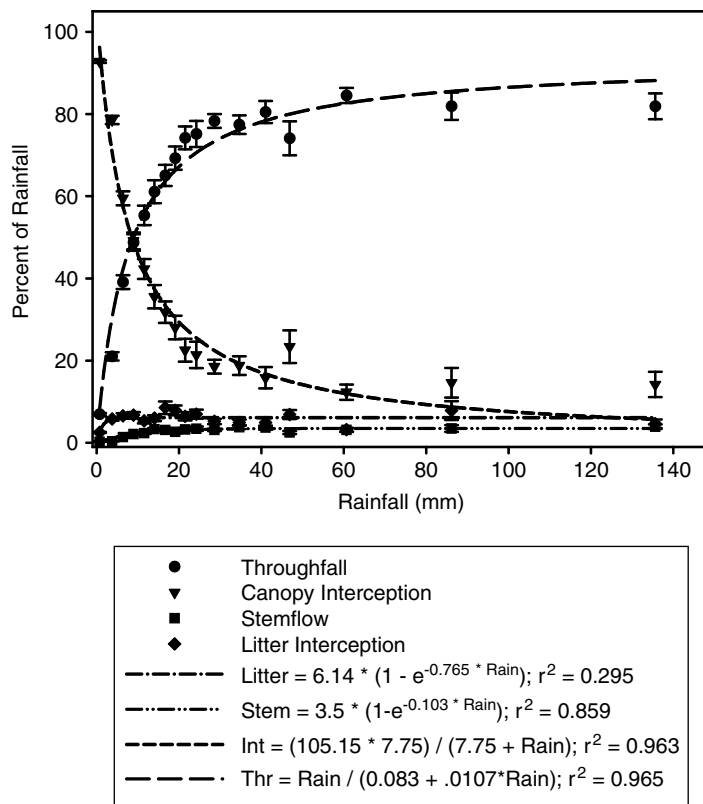 100
80
60
40
20
0
Percent of Rainfall
0 20 40 60 80 100 120 140
Rainfall (mm)
Throughfall
Canopy Interception
Stemflow
Litter Interception
Litter = 6.14 * (1 - e^-0.765 * Rain); r² = 0.295
Stem = 3.5 * (1-e^-0.103 * Rain); r² = 0.859
Int = (105.15 * 7.75) / (7.75 + Rain); r² = 0.963
Thr = Rain / (0.083 + .0107*Rain); r² = 0.965